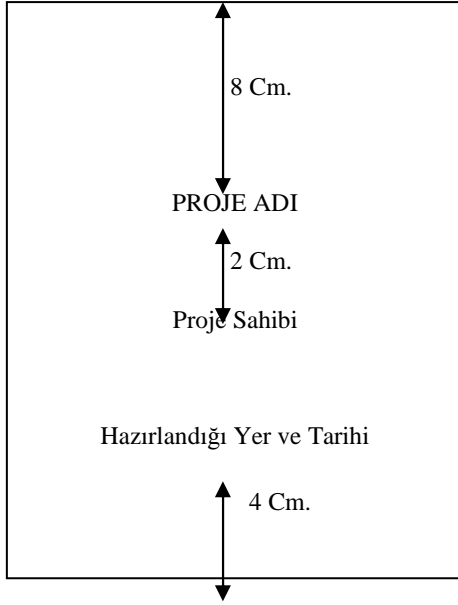 8 Cm.
PROJE ADI
2 Cm.
Proje Sahibi
Hazırlandığı Yer ve Tarihi
4 Cm.